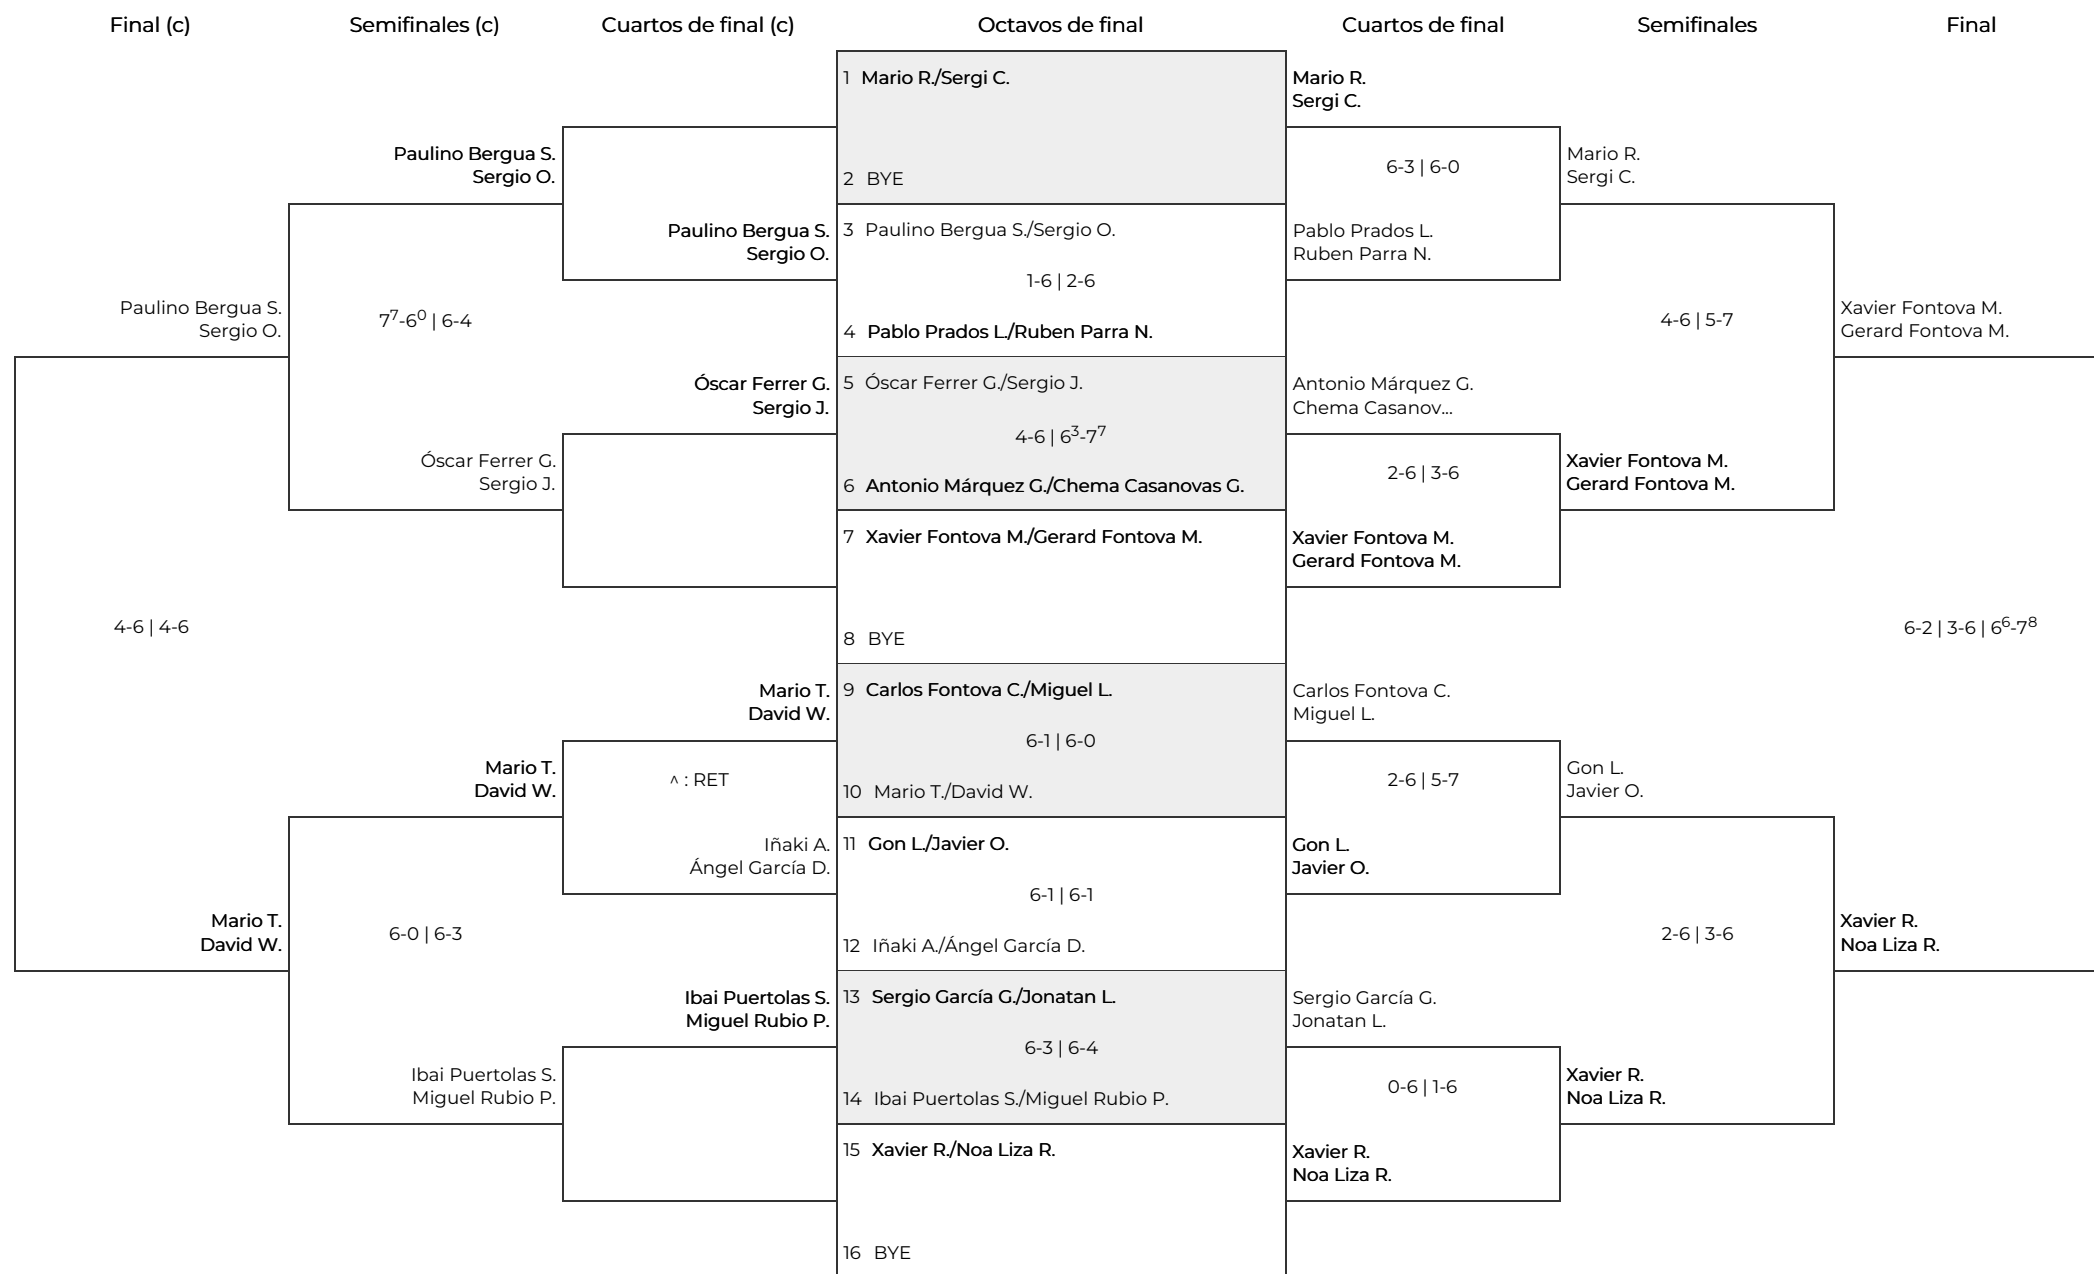 Final (c)
Semifinales (c)
Cuartos de final (c)
Octavos de final
Cuartos de final
Semifinales
Final
Paulino Bergua S.
Sergio O.
4-6 | 4-6
Mario T.
David W.
Paulino Bergua S.
Sergio O.
7⁷-6⁰ | 6-4
Óscar Ferrer G.
Sergio J.
Mario T.
David W.
6-0 | 6-3
Ibai Puertolas S.
Miguel Rubio P.
Paulino Bergua S.
Sergio O.
Óscar Ferrer G.
Sergio J.
Mario T.
David W.
^ : RET
Iñaki A.
Ángel García D.
Ibai Puertolas S.
Miguel Rubio P.
1 Mario R./Sergi C.
2 BYE
3 Paulino Bergua S./Sergio O.
1-6 | 2-6
4 Pablo Prados L./Ruben Parra N.
5 Óscar Ferrer G./Sergio J.
4-6 | 6³-7⁷
6 Antonio Márquez G./Chema Casanovas G.
7 Xavier Fontova M./Gerard Fontova M.
8 BYE
9 Carlos Fontova C./Miguel L.
6-1 | 6-0
10 Mario T./David W.
11 Gon L./Javier O.
6-1 | 6-1
12 Iñaki A./Ángel García D.
13 Sergio García G./Jonatan L.
6-3 | 6-4
14 Ibai Puertolas S./Miguel Rubio P.
15 Xavier R./Noa Liza R.
16 BYE
Mario R.
Sergi C.
6-3 | 6-0
Pablo Prados L.
Ruben Parra N.
Antonio Márquez G.
Chema Casanov...
2-6 | 3-6
Xavier Fontova M.
Gerard Fontova M.
Carlos Fontova C.
Miguel L.
2-6 | 5-7
Gon L.
Javier O.
Sergio García G.
Jonatan L.
0-6 | 1-6
Xavier R.
Noa Liza R.
Mario R.
Sergi C.
4-6 | 5-7
Xavier Fontova M.
Gerard Fontova M.
Gon L.
Javier O.
2-6 | 3-6
Xavier R.
Noa Liza R.
Xavier Fontova M.
Gerard Fontova M.
6-2 | 3-6 | 6⁶-7⁸
Xavier R.
Noa Liza R.